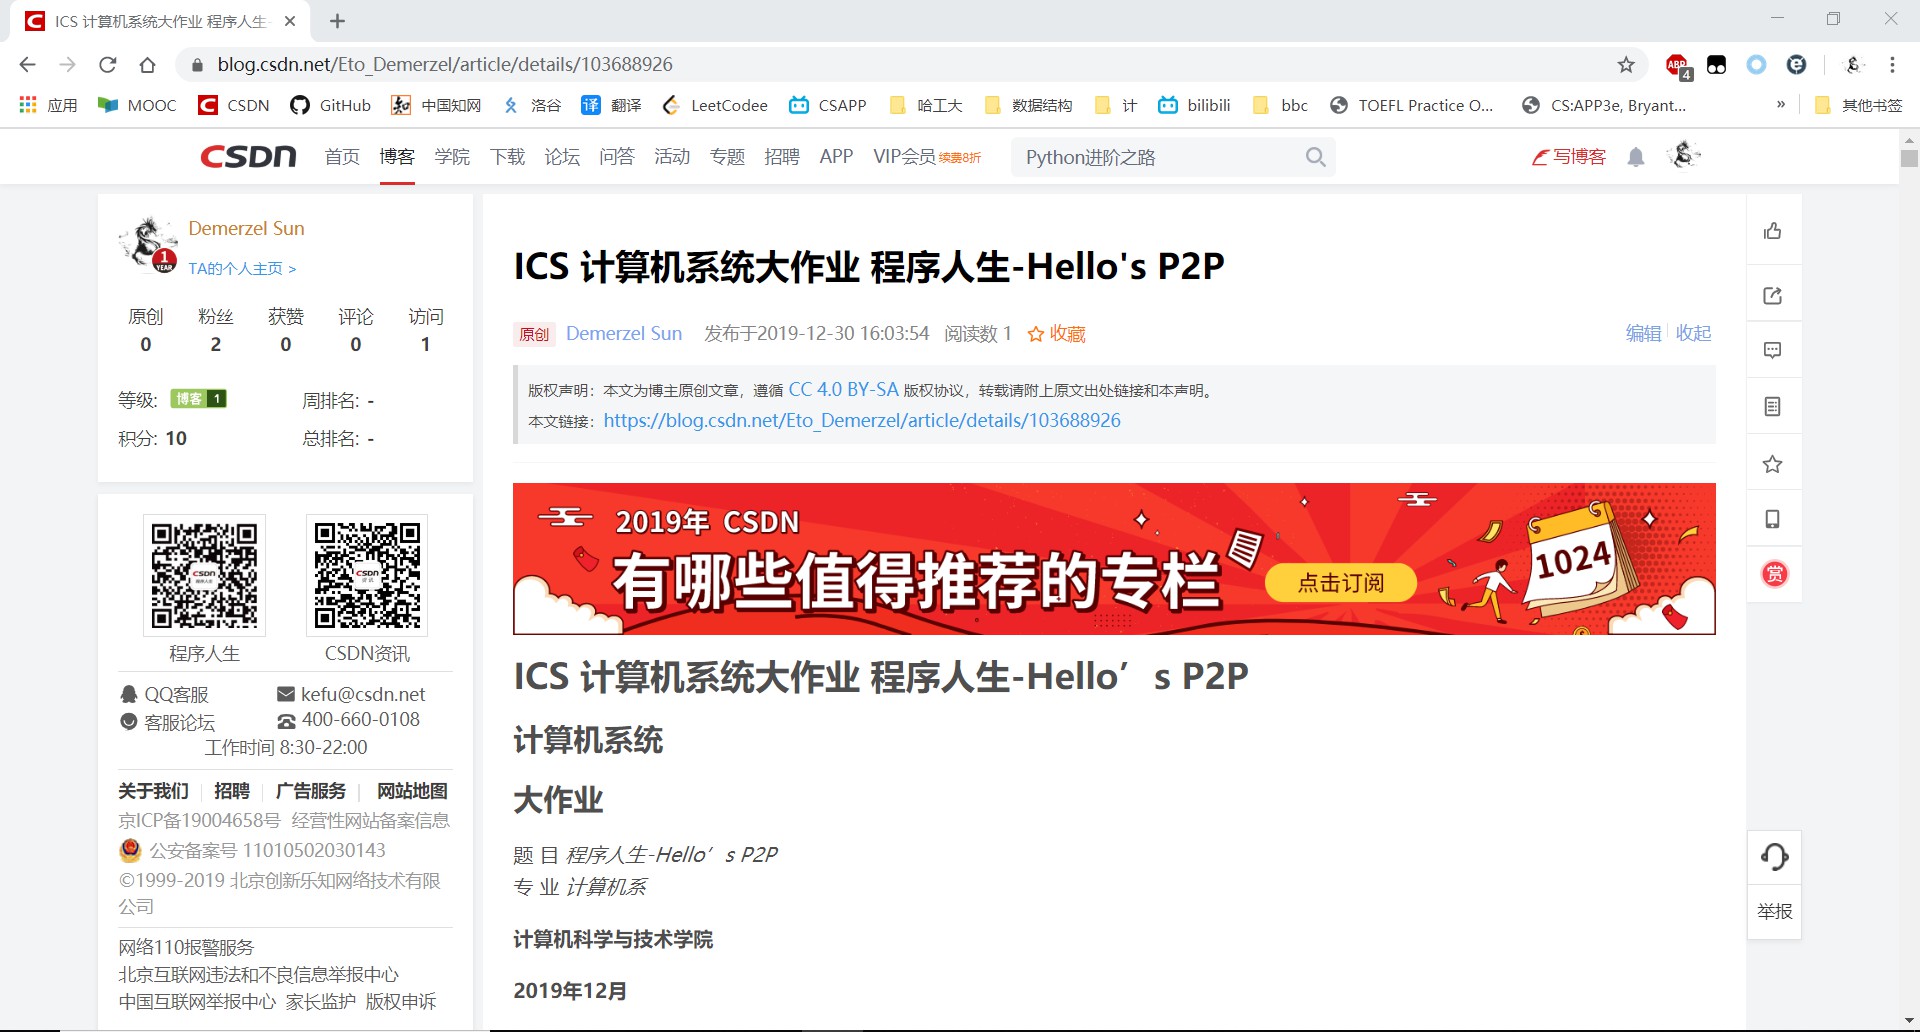 ICS 计算机系统大作业 程序人生-
blog.csdn.net/Eto_Demerzel/article/details/103688926
ABP
4
应用 MOOC CSDN GitHub 中国知网 洛谷 译 翻译 LeetCodee CSAPP 哈工大 数据结构 计 bilibili bbc TOEFL Practice O... CS:APP3e, Bryant... » 其他书签
CSDN 首页 博客 学院 下载 论坛 问答 活动 专题 招聘 APP VIP会员 续费8折 Python进阶之路 写博客
Demerzel Sun
1 YEAR
TA的个人主页 >
原创 粉丝 获赞 评论 访问
0 2 0 0 1
等级: 博客 1 周排名: -
积分: 10 总排名: -
程序人生 CSDN资讯
QQ客服 kefu@csdn.net
客服论坛 400-660-0108
工作时间 8:30-22:00
关于我们 招聘 广告服务 网站地图
京ICP备19004658号 经营性网站备案信息
公安备案号 11010502030143
©1999-2019 北京创新乐知网络技术有限
公司
网络110报警服务
北京互联网违法和不良信息举报中心
中国互联网举报中心 家长监护 版权申诉
ICS 计算机系统大作业 程序人生-Hello's P2P
原创 Demerzel Sun 发布于2019-12-30 16:03:54 阅读数 1 收藏 编辑 收起
版权声明：本文为博主原创文章，遵循 CC 4.0 BY-SA 版权协议，转载请附上原文出处链接和本声明。
本文链接：https://blog.csdn.net/Eto_Demerzel/article/details/103688926
2019年 CSDN
有哪些值得推荐的专栏
点击订阅
1024
ICS 计算机系统大作业 程序人生-Hello’s P2P
计算机系统
大作业
题 目 程序人生-Hello’s P2P
专 业 计算机系
计算机科学与技术学院
2019年12月
赏
举报